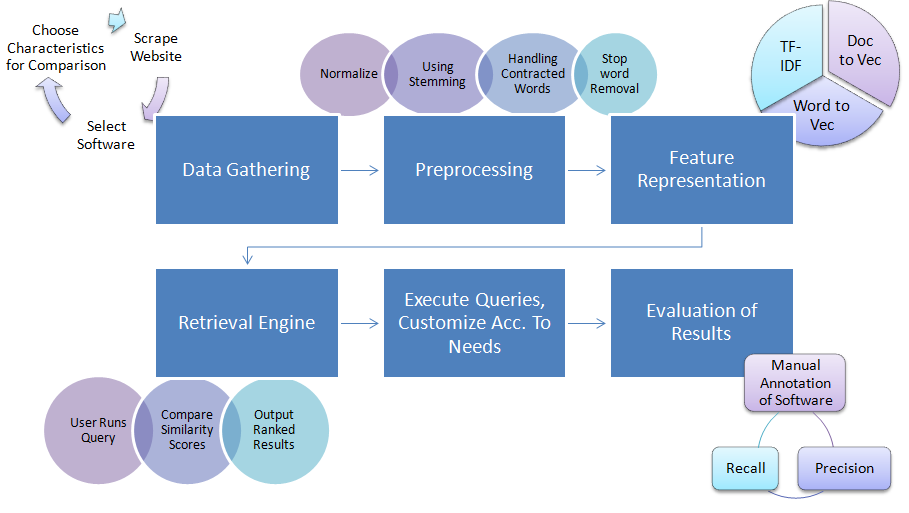 Choose
Characteristics
for Comparison
Scrape
Website
Select
Software
Normalize
Using
Stemming
Handling
Contracted
Words
Stop
word
Removal
TF-
IDF
Doc
to Vec
Word to
Vec
Data Gathering
Preprocessing
Feature
Representation
Retrieval Engine
Execute Queries,
Customize Acc. To
Needs
Evaluation of
Results
User Runs
Query
Compare
Similarity
Scores
Output
Ranked
Results
Manual
Annotation
of Software
Recall
Precision